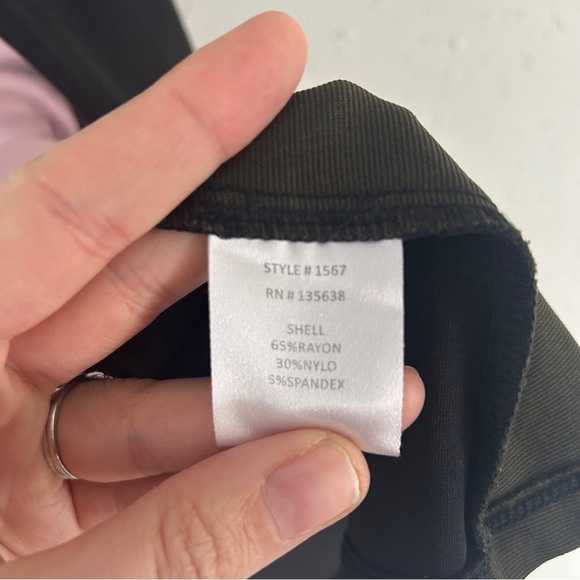 STYLE # 1567
RN # 135638
SHELL
65%RAYON
30%NYLO
5%SPANDEX